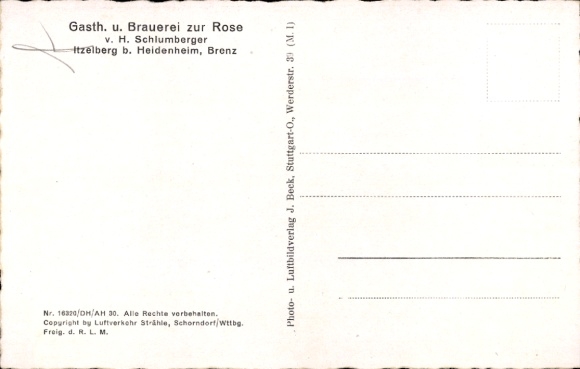 Gasth. u. Brauerei zur Rose
v. H. Schlumberger
Itzelberg b. Heidenheim, Brenz
Photo- u. Luftbildverlag J. Beck, Stuttgart-O., Werderstr. 39 (M. I)
Nr. 16320/DH/AH 30. Alle Rechte vorbehalten.
Copyright by Luftverkehr Strähle, Schorndorf/Wttbg.
Freig. d. R. L. M.